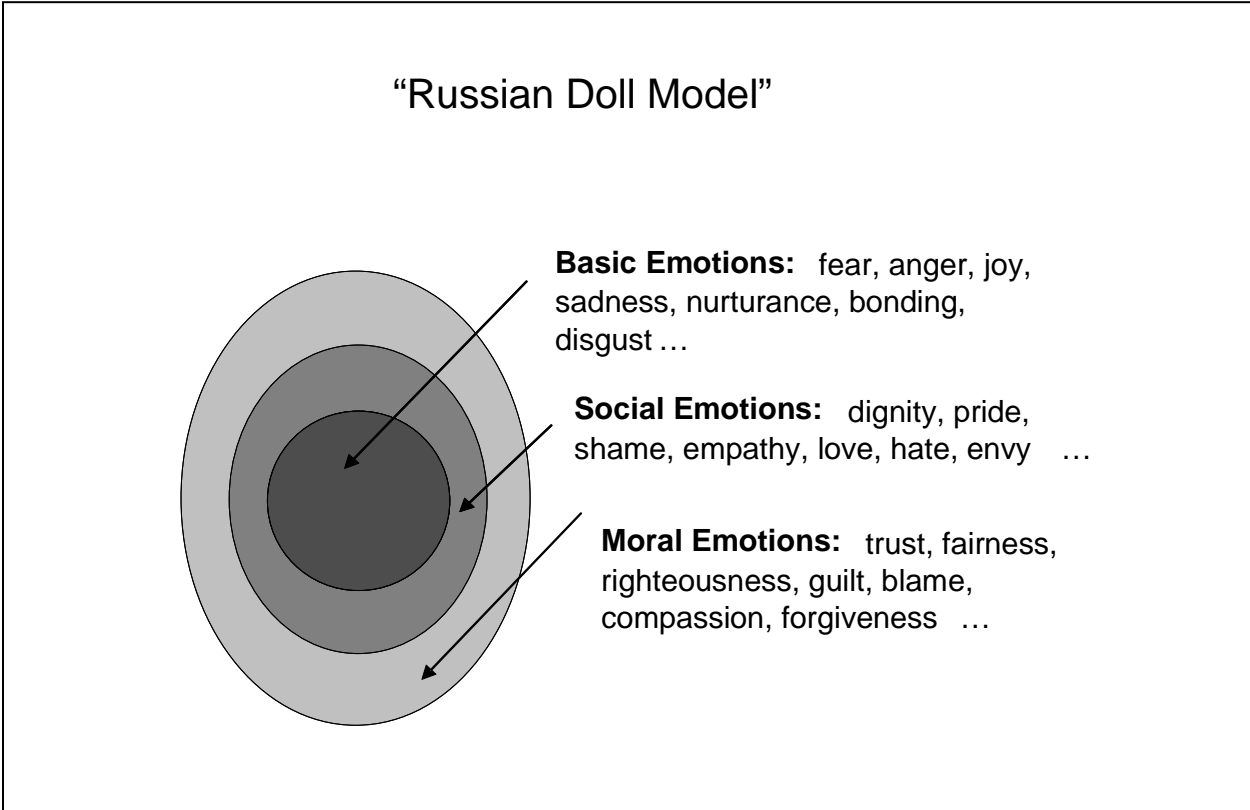 “Russian Doll Model”
Basic Emotions: fear, anger, joy,
sadness, nurturance, bonding,
disgust …
Social Emotions: dignity, pride,
shame, empathy, love, hate, envy …
Moral Emotions: trust, fairness,
righteousness, guilt, blame,
compassion, forgiveness …